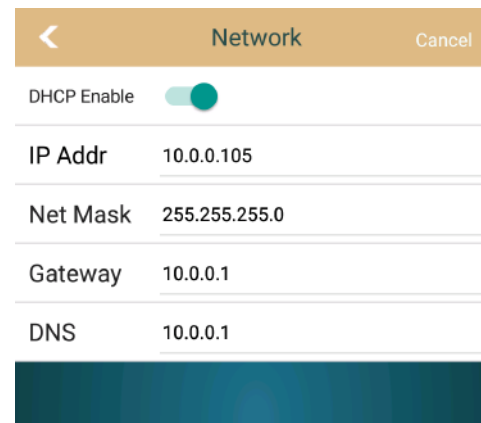 Network Cancel
DHCP Enable
IP Addr 10.0.0.105
Net Mask 255.255.255.0
Gateway 10.0.0.1
DNS 10.0.0.1